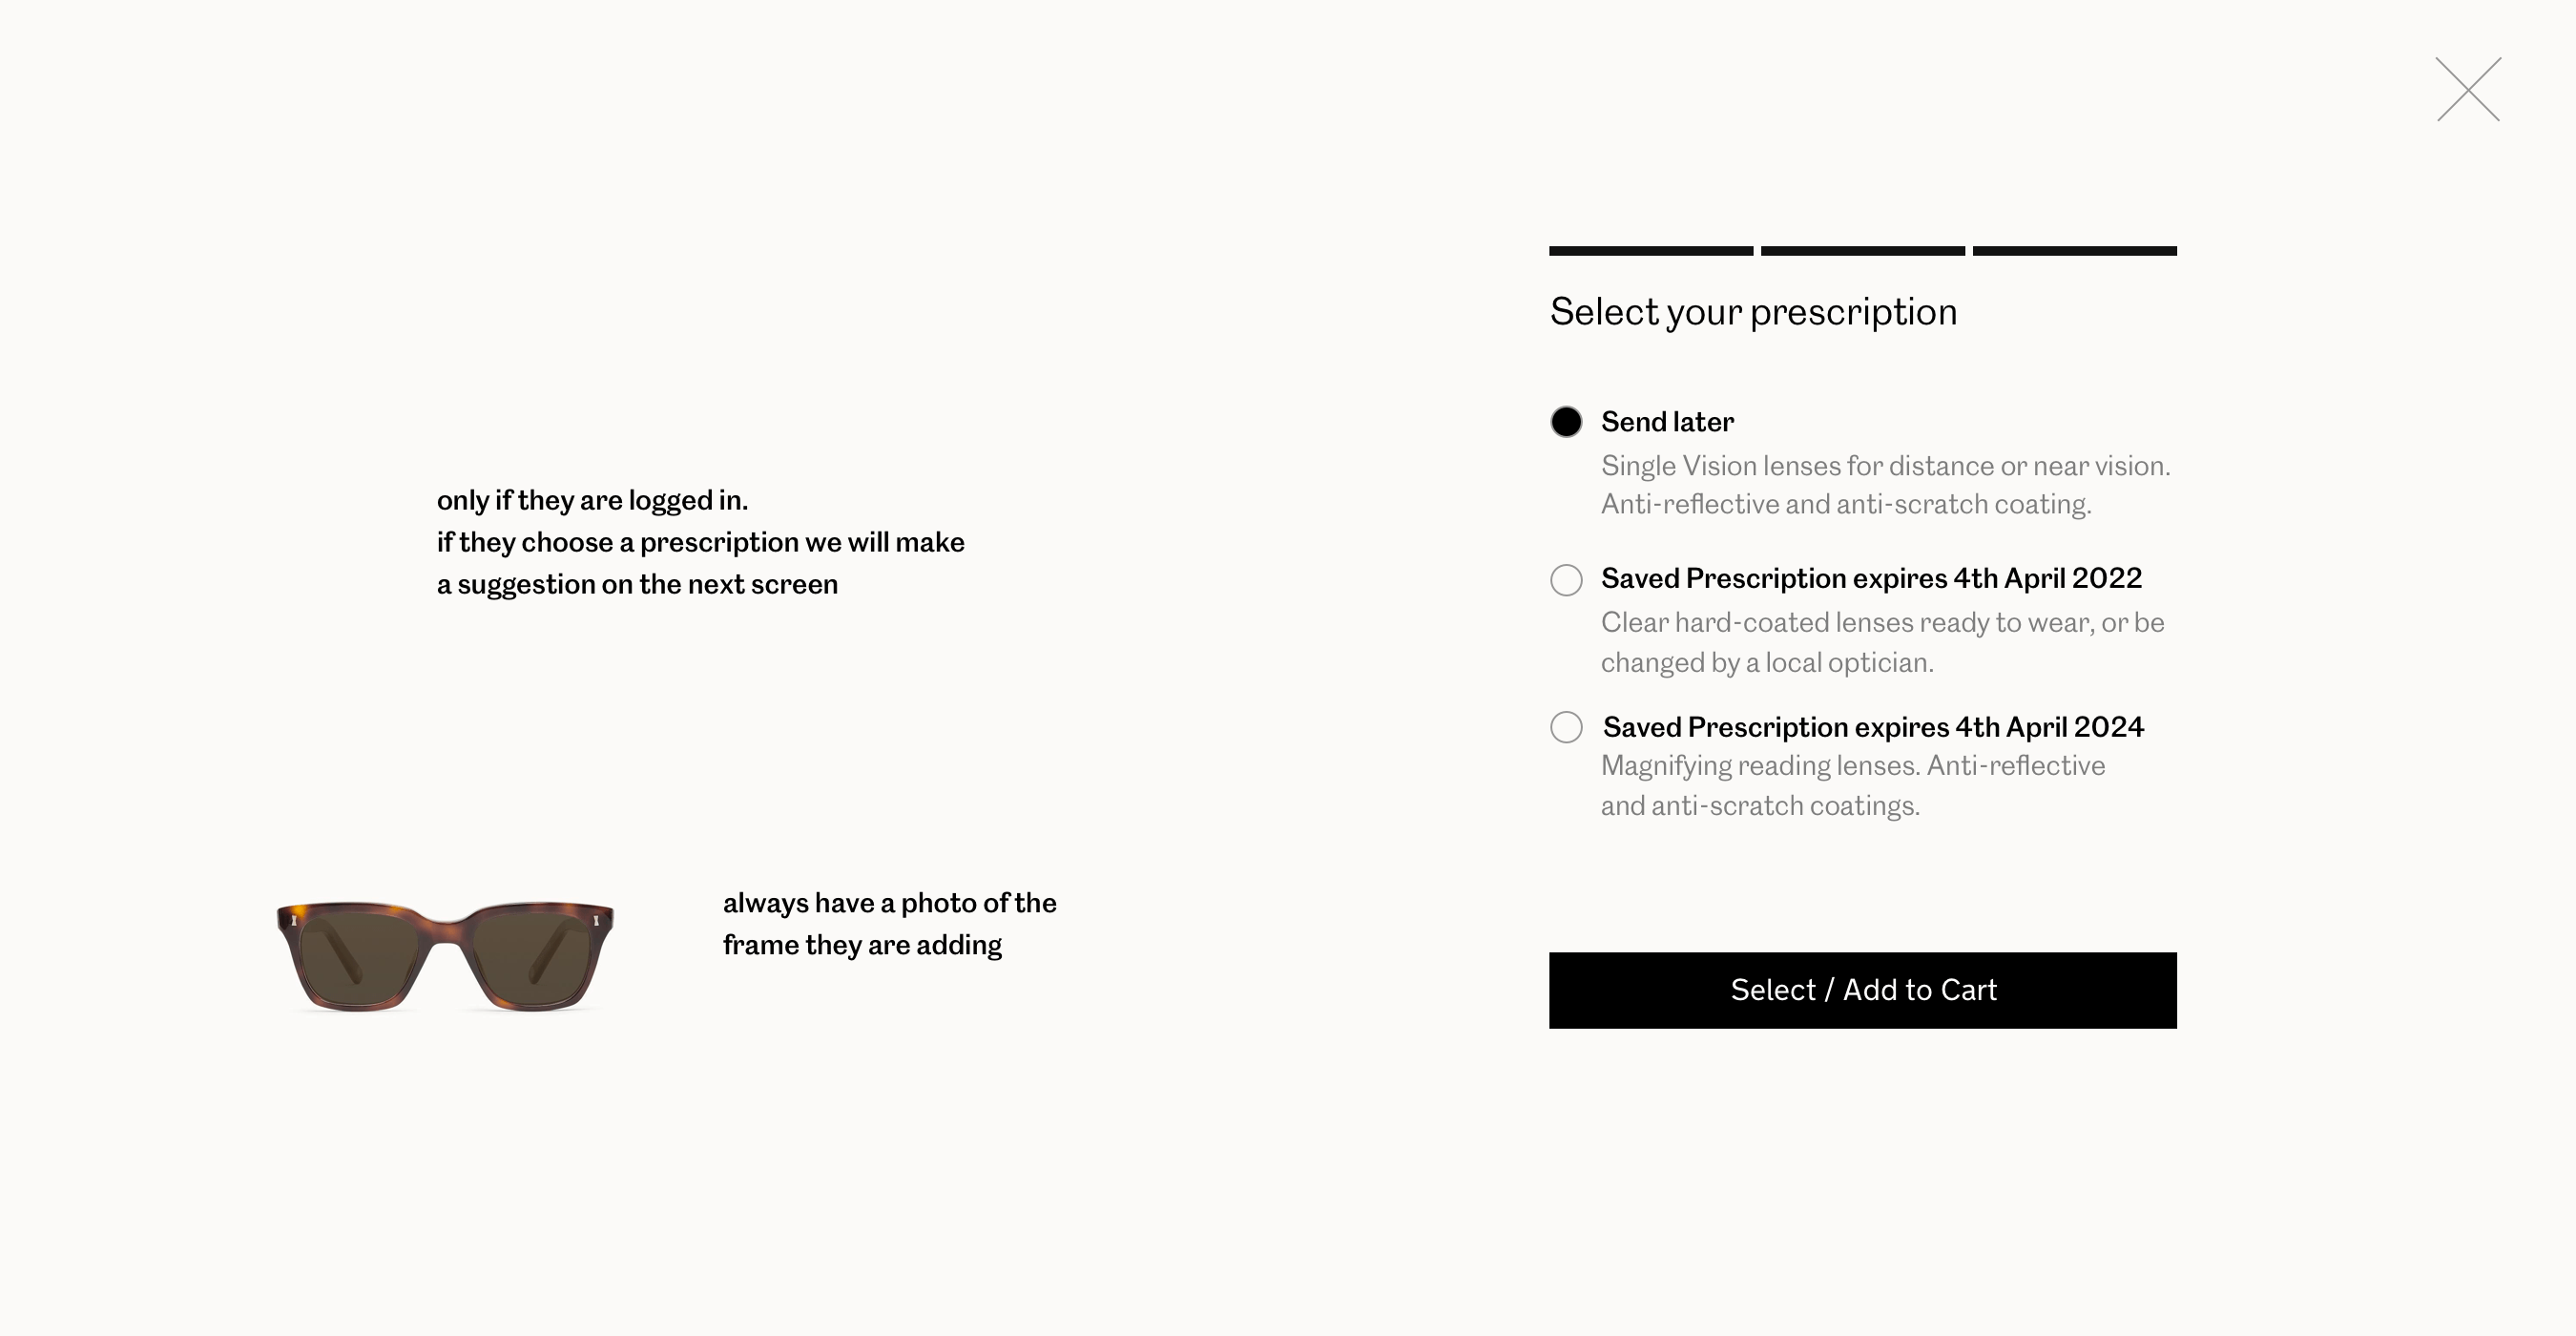 only if they are logged in.
if they choose a prescription we will make
a suggestion on the next screen
always have a photo of the
frame they are adding
Select your prescription
Send later
Single Vision lenses for distance or near vision.
Anti-reflective and anti-scratch coating.
Saved Prescription expires 4th April 2022
Clear hard-coated lenses ready to wear, or be
changed by a local optician.
Saved Prescription expires 4th April 2024
Magnifying reading lenses. Anti-reflective
and anti-scratch coatings.
Select / Add to Cart